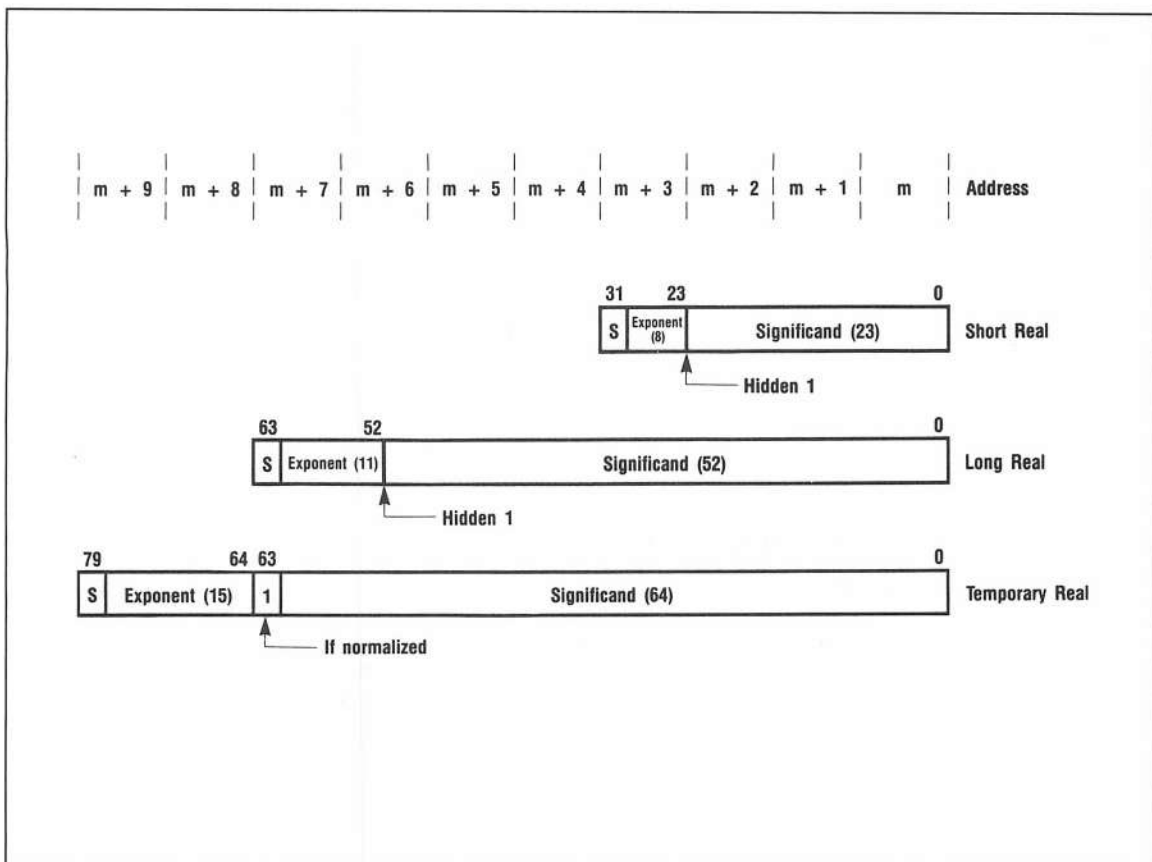 m + 9 | m + 8 | m + 7 | m + 6 | m + 5 | m + 4 | m + 3 | m + 2 | m + 1 | m Address
31 23 0
S Exponent (8) Significand (23) Short Real
Hidden 1
63 52 0
S Exponent (11) Significand (52) Long Real
Hidden 1
79 64 63 0
S Exponent (15) 1 Significand (64) Temporary Real
If normalized